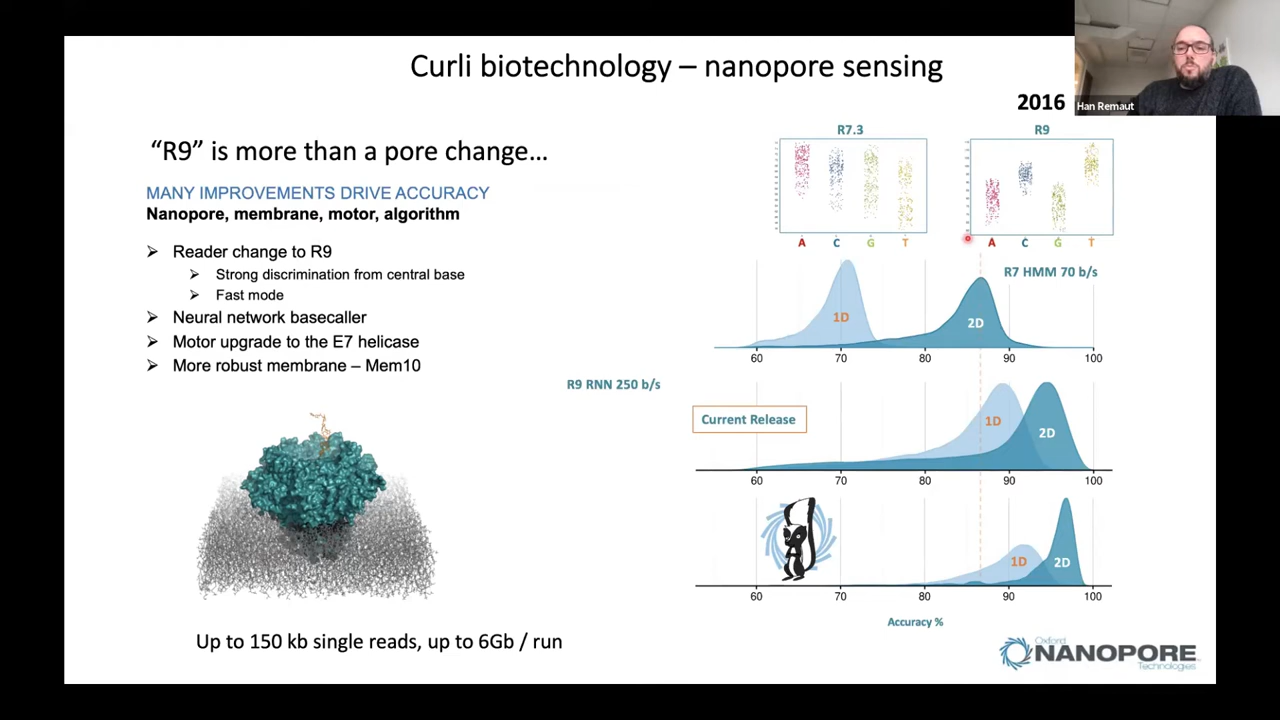 Curli biotechnology – nanopore sensing
2016
Han Remaut
“R9” is more than a pore change…
MANY IMPROVEMENTS DRIVE ACCURACY
Nanopore, membrane, motor, algorithm
Reader change to R9
Strong discrimination from central base
Fast mode
Neural network basecaller
Motor upgrade to the E7 helicase
More robust membrane – Mem10
Up to 150 kb single reads, up to 6Gb / run
R7.3
R9
A C G T
A C G T
R7 HMM 70 b/s
1D
2D
60 70 80 90 100
R9 RNN 250 b/s
Current Release
1D
2D
60 70 80 90 100
1D
2D
60 70 80 90 100
Accuracy %
Oxford
NANOPORE
Technologies